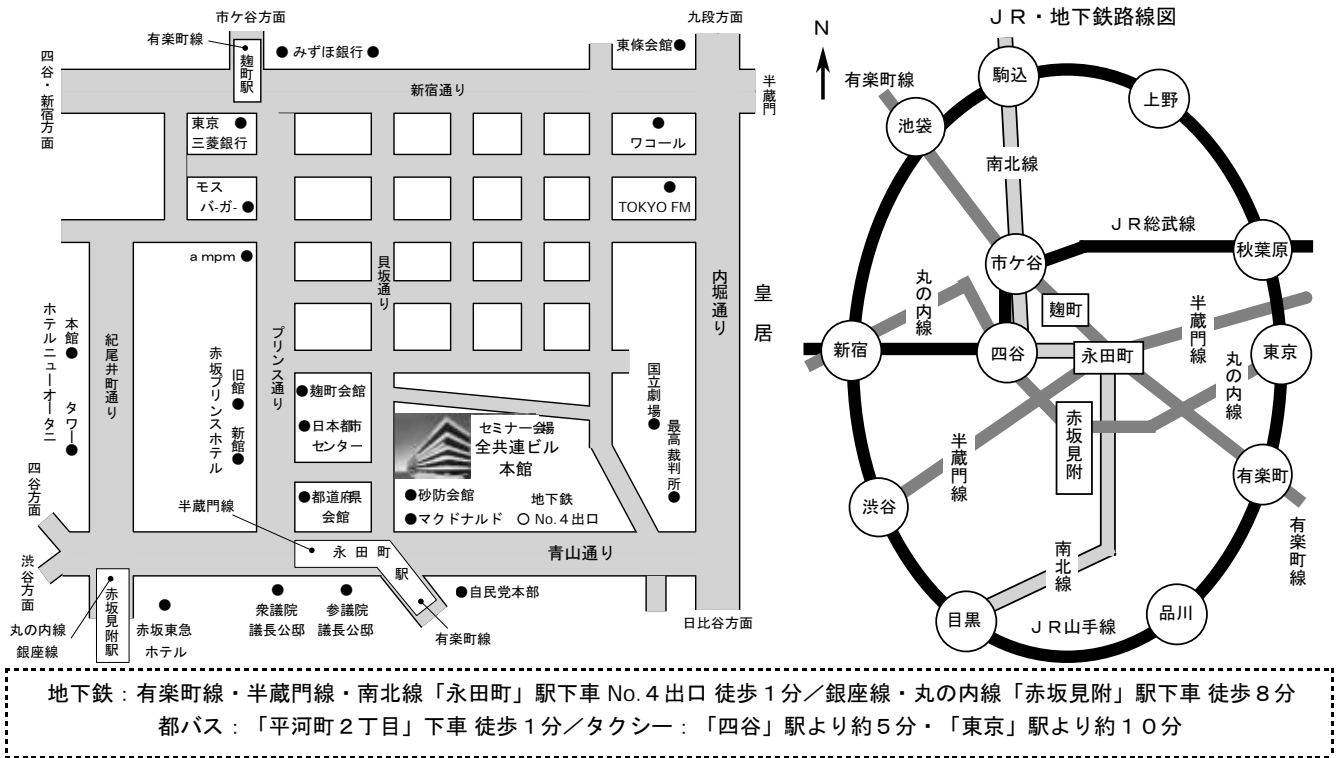 市ケ谷方面
九段方面
有楽町線
麹町駅
みずほ銀行
東條会館
四谷・新宿方面
新宿通り
半蔵門
東京
三菱銀行
ワコール
モス
バ-ガ-
TOKYO FM
ａｍｐｍ
貝坂通り
内堀通り
皇居
ホテルニューオータニ
本館
タワー
紀尾井町通り
赤坂プリンスホテル
旧館
新館
プリンス通り
麹町会館
日本都市
センター
セミナー会場
全共連ビル
本館
国立劇場
最高裁判所
都道府県
会館
砂防会館
マクドナルド
地下鉄
No.４出口
四谷方面
半蔵門線
永田町
駅
青山通り
渋谷方面
丸の内線
銀座線
赤坂見附駅
赤坂東急
ホテル
衆議院
議長公邸
参議院
議長公邸
自民党本部
有楽町線
日比谷方面
ＪＲ・地下鉄路線図
N
有楽町線
駒込
上野
池袋
南北線
ＪＲ総武線
市ケ谷
秋葉原
丸の内線
麹町
半蔵門線
新宿
四谷
永田町
東京
丸の内線
赤坂見附
半蔵門線
有楽町
渋谷
有楽町線
南北線
目黒
品川
ＪＲ山手線
地下鉄：有楽町線・半蔵門線・南北線「永田町」駅下車 No.４出口 徒歩１分／銀座線・丸の内線「赤坂見附」駅下車 徒歩８分
都バス：「平河町２丁目」下車 徒歩１分／タクシー：「四谷」駅より約５分・「東京」駅より約１０分